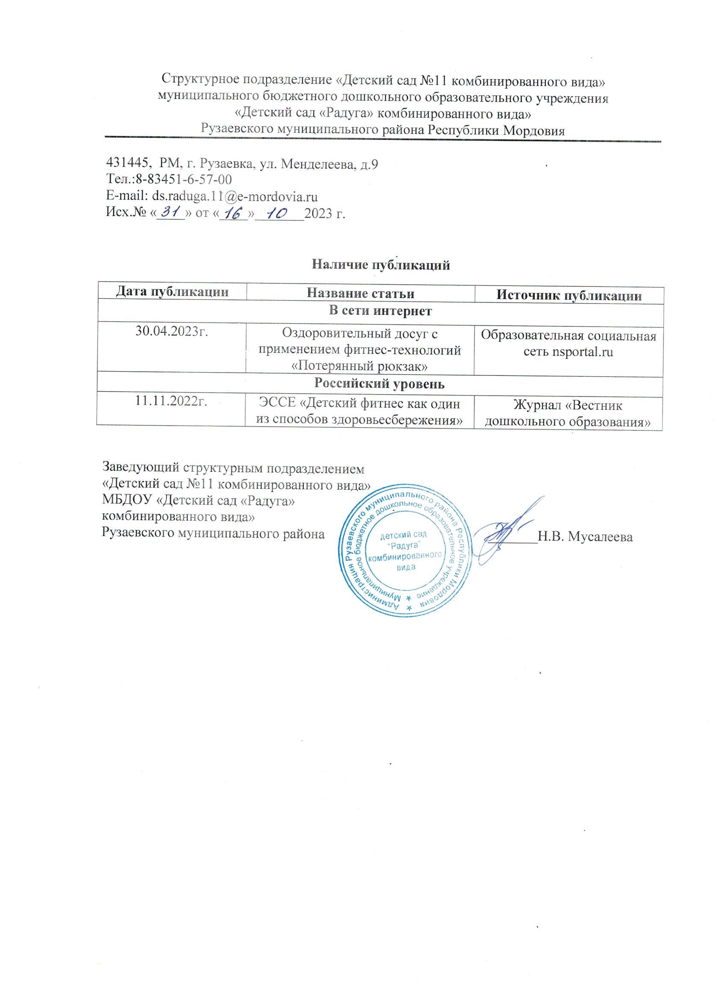 Структурное подразделение «Детский сад №11 комбинированного вида»
муниципального бюджетного дошкольного образовательного учреждения
«Детский сад «Радуга» комбинированного вида»
Рузаевского муниципального района Республики Мордовия
431445, РМ, г. Рузаевка, ул. Менделеева, д.9
Тел.:8-83451-6-57-00
E-mail: ds.raduga.11@e-mordovia.ru
Исх.№ «31» от «16» 10 2023 г.
Наличие публикаций
Дата публикации Название статьи Источник публикации
В сети интернет
30.04.2023г. Оздоровительный досуг с Образовательная социальная
применением фитнес-технологий сеть nsportal.ru
«Потерянный рюкзак»
Российский уровень
11.11.2022г. ЭССЕ «Детский фитнес как один Журнал «Вестник
из способов здоровьесбережения» дошкольного образования»
Заведующий структурным подразделением
«Детский сад №11 комбинированного вида»
МБДОУ «Детский сад «Радуга»
комбинированного вида»
Рузаевского муниципального района Н.В. Мусалеева
Администрация Рузаевского муниципального района Республики Мордовия
Муниципальное бюджетное дошкольное образовательное учреждение
детский сад
"Радуга"
комбинированного
вида